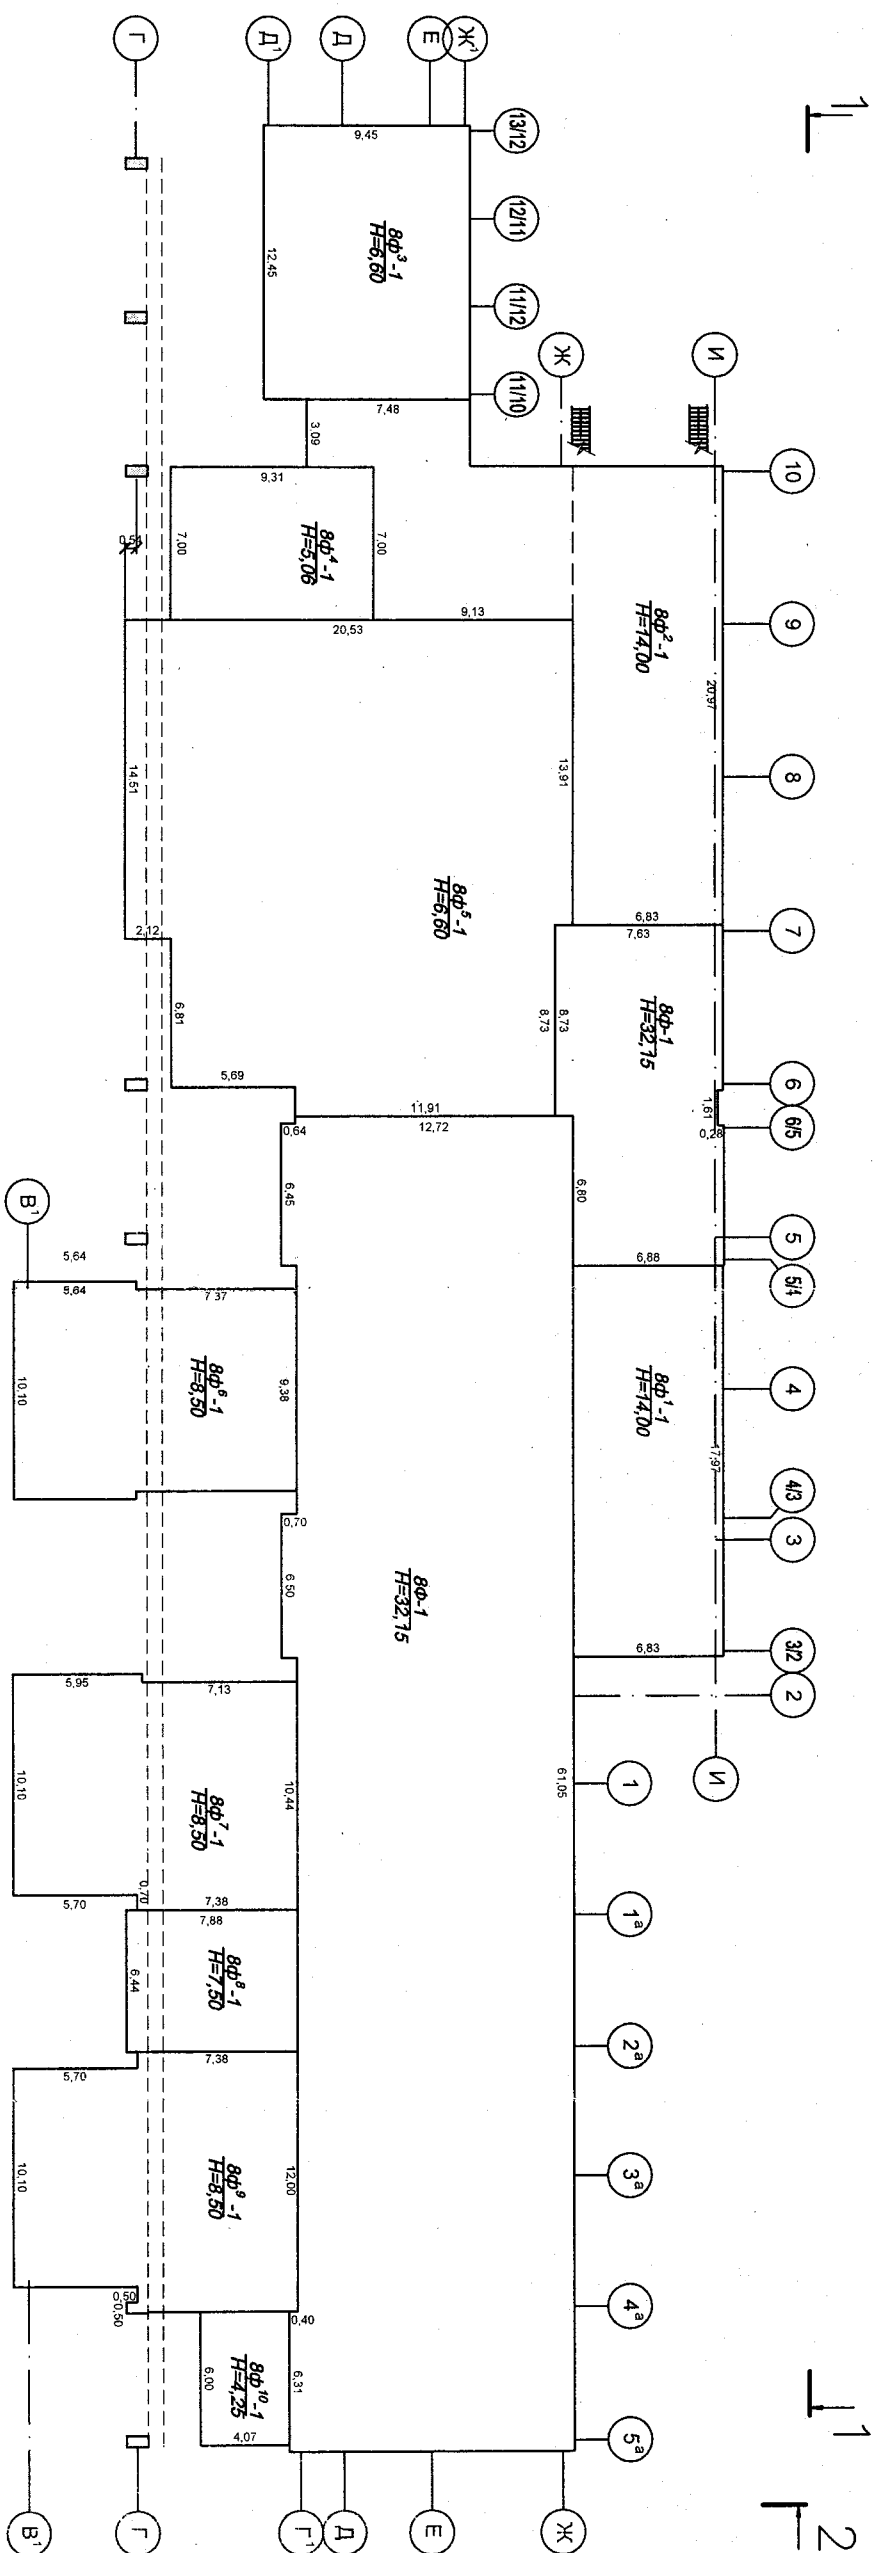 1
Г
Д¹
Д
Е
Ж¹
13/12
12/11
11/12
11/10
Ж
И
10
9
8
7
6
6/5
5
5/4
4
4/3
3
3/2
2
И
1
1ª
2ª
3ª
4ª
5ª
1
2
9,45
8ф³-1
Н=6,60
12,45
7,48
3,09
9,31
8ф⁴-1
Н=5,06
7,00
7,00
0,54
9,13
20,53
8ф²-1
Н=14,00
20,97
14,51
13,91
8ф⁵-1
Н=6,60
6,83
7,63
2,12
6,81
8,73
8,73
8ф-1
Н=32,75
1,61
0,28
5,69
11,91
12,72
0,64
6,45
6,80
6,88
В¹
5,64
5,64
7,37
10,10
8ф⁶-1
Н=8,50
9,38
8ф¹-1
Н=14,00
17,97
0,70
6,50
8ф-1
Н=32,75
6,83
5,95
7,13
10,10
8ф⁷-1
Н=8,50
10,44
61,05
5,70
0,70
7,38
7,88
6,44
8ф⁸-1
Н=7,50
5,70
7,38
10,10
8ф⁹-1
Н=8,50
12,00
0,50
0,50
0,40
6,00
8ф¹⁰-1
Н=4,25
6,31
4,07
В¹
Г
Г¹
Д
Е
Ж